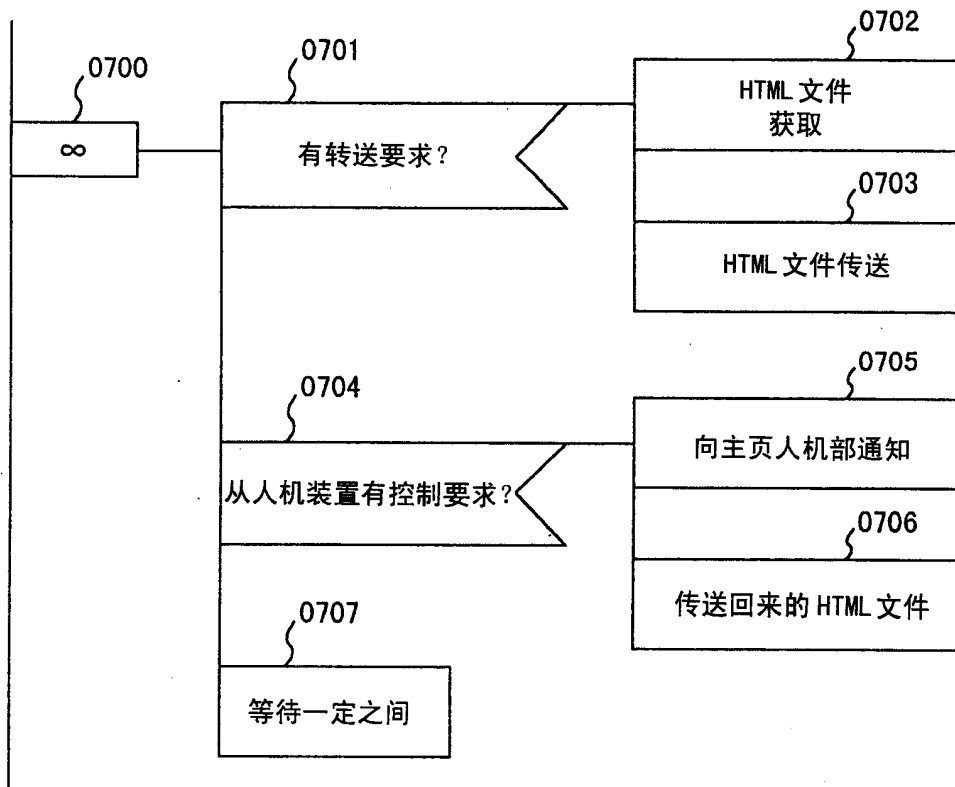 0700
∞
0701
有转送要求?
0702
HTML 文件
获取
0703
HTML 文件传送
0704
从人机装置有控制要求?
0705
向主页人机部通知
0706
传送回来的 HTML 文件
0707
等待一定之间